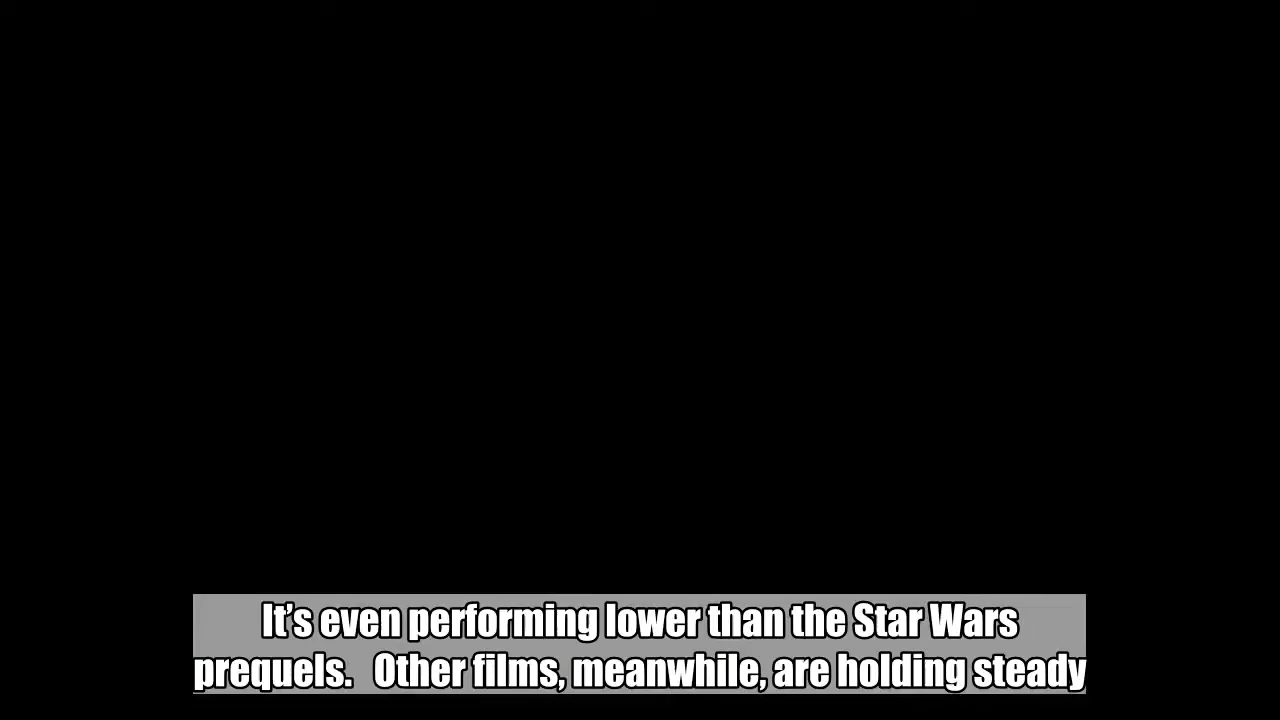 It’s even performing lower than the Star Wars
prequels.   Other films, meanwhile, are holding steady